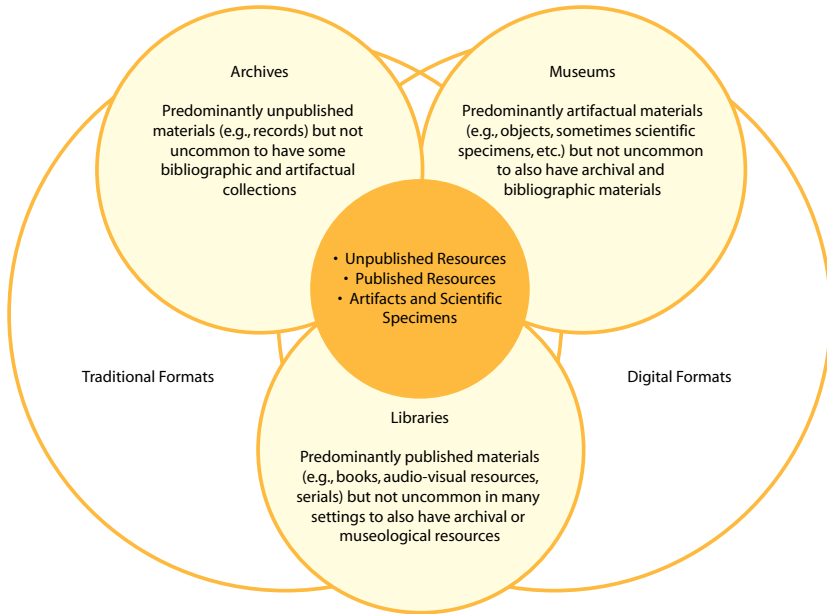 Archives
Predominantly unpublished
materials (e.g., records) but not
uncommon to have some
bibliographic and artifactual
collections
Museums
Predominantly artifactual materials
(e.g., objects, sometimes scientific
specimens, etc.) but not uncommon
to also have archival and
bibliographic materials
• Unpublished Resources
• Published Resources
• Artifacts and Scientific
Specimens
Traditional Formats
Digital Formats
Libraries
Predominantly published materials
(e.g., books, audio-visual resources,
serials) but not uncommon in many
settings to also have archival or
museological resources